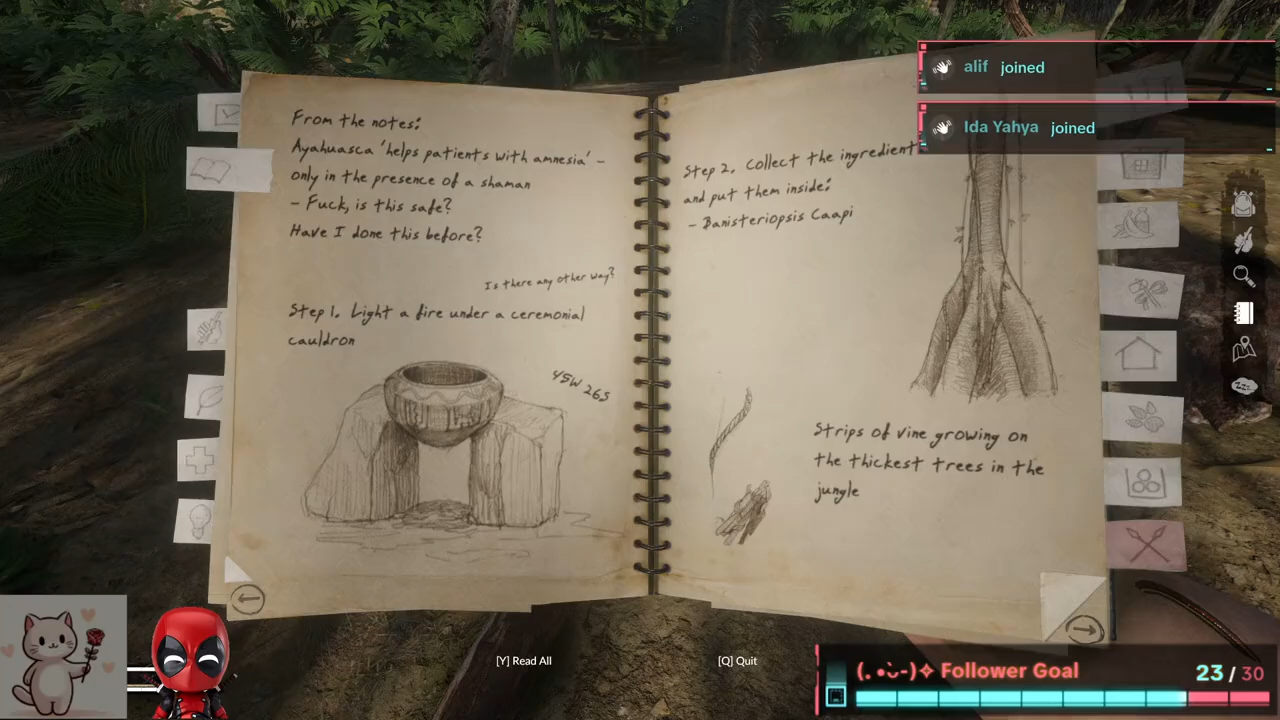 From the notes:
Ayahuasca 'helps patients with amnesia' -
only in the presence of a shaman
- Fuck, is this safe?
Have I done this before?
Is there any other way?
Step 1. Light a fire under a ceremonial
cauldron
45W 26S
Step 2. Collect the ingredient
and put them inside:
- Banisteriopsis Caapi
Strips of vine growing on
the thickest trees in the
jungle
alif joined
Ida Yahya joined
[Y] Read All
[Q] Quit
(. •ᴗ-)✧ Follower Goal
23 / 30
zzz